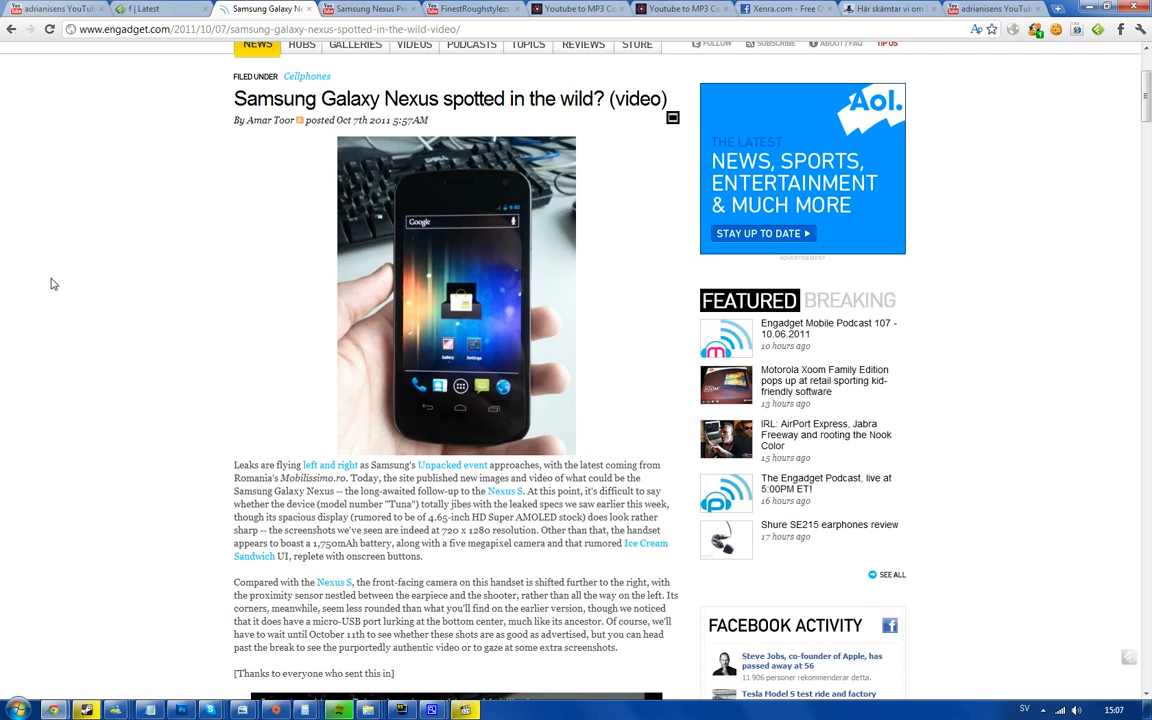 adrianisens YouTub
f | Latest
Samsung Galaxy Ne
Samsung Nexus Pri
FinestRoughstylez
Youtube to MP3 Co
Youtube to MP3 Co
Xenra.com - Free O
Här skämtar vi om
adrianisens YouTub
www.engadget.com/2011/10/07/samsung-galaxy-nexus-spotted-in-the-wild-video/
NEWS HUBS GALLERIES VIDEOS PODCASTS TOPICS REVIEWS STORE FOLLOW SUBSCRIBE ABOUT / FAQ TIP US
FILED UNDER Cellphones
Samsung Galaxy Nexus spotted in the wild? (video)
By Amar Toor posted Oct 7th 2011 5:57AM
9:40
Google
Gallery Settings
Leaks are flying left and right as Samsung's Unpacked event approaches, with the latest coming from
Romania's Mobilissimo.ro. Today, the site published new images and video of what could be the
Samsung Galaxy Nexus -- the long-awaited follow-up to the Nexus S. At this point, it's difficult to say
whether the device (model number "Tuna") totally jibes with the leaked specs we saw earlier this week,
though its spacious display (rumored to be of 4.65-inch HD Super AMOLED stock) does look rather
sharp -- the screenshots we've seen are indeed at 720 x 1280 resolution. Other than that, the handset
appears to boast a 1,750mAh battery, along with a five megapixel camera and that rumored Ice Cream
Sandwich UI, replete with onscreen buttons.
Compared with the Nexus S, the front-facing camera on this handset is shifted further to the right, with
the proximity sensor nestled between the earpiece and the shooter, rather than all the way on the left. Its
corners, meanwhile, seem less rounded than what you'll find on the earlier version, though we noticed
that it does have a micro-USB port lurking at the bottom center, much like its ancestor. Of course, we'll
have to wait until October 11th to see whether these shots are as good as advertised, but you can head
past the break to see the purportedly authentic video or to gaze at some extra screenshots.
[Thanks to everyone who sent this in]
Aol.
THE LATEST
NEWS, SPORTS,
ENTERTAINMENT
& MUCH MORE
STAY UP TO DATE
ADVERTISEMENT
FEATURED BREAKING
Engadget Mobile Podcast 107 -
10.06.2011
10 hours ago
Motorola Xoom Family Edition
pops up at retail sporting kid-
friendly software
13 hours ago
IRL: AirPort Express, Jabra
Freeway and rooting the Nook
Color
15 hours ago
The Engadget Podcast, live at
5:00PM ET!
16 hours ago
Shure SE215 earphones review
17 hours ago
SEE ALL
FACEBOOK ACTIVITY
Steve Jobs, co-founder of Apple, has
passed away at 56
11 906 personer rekommenderar detta.
Tesla Model S test ride and factory
SV
15:07